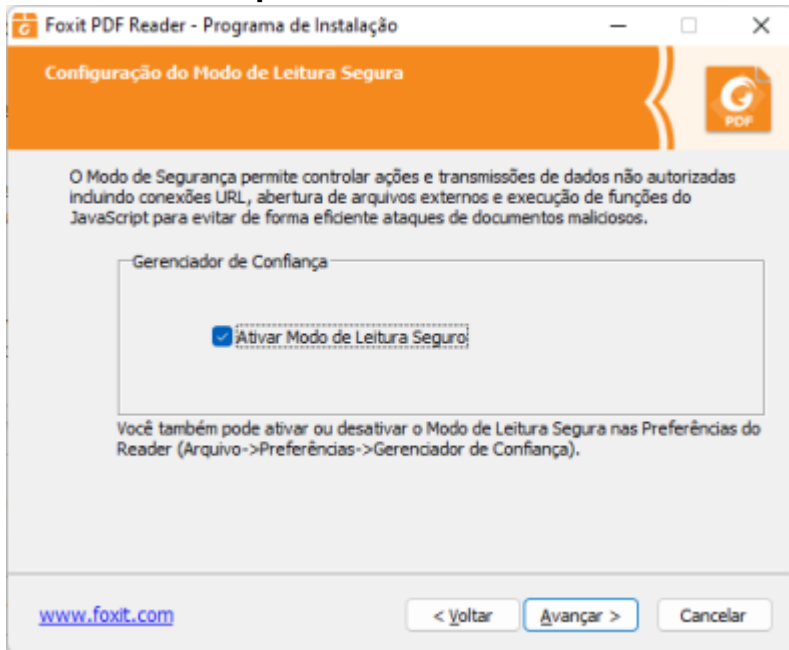 Foxit PDF Reader - Programa de Instalação
Configuração do Modo de Leitura Segura
PDF
O Modo de Segurança permite controlar ações e transmissões de dados não autorizadas
incluindo conexões URL, abertura de arquivos externos e execução de funções do
JavaScript para evitar de forma eficiente ataques de documentos maliciosos.
Gerenciador de Confiança
Ativar Modo de Leitura Seguro
Você também pode ativar ou desativar o Modo de Leitura Segura nas Preferências do
Reader (Arquivo->Preferências->Gerenciador de Confiança).
www.foxit.com
< Voltar
Avançar >
Cancelar